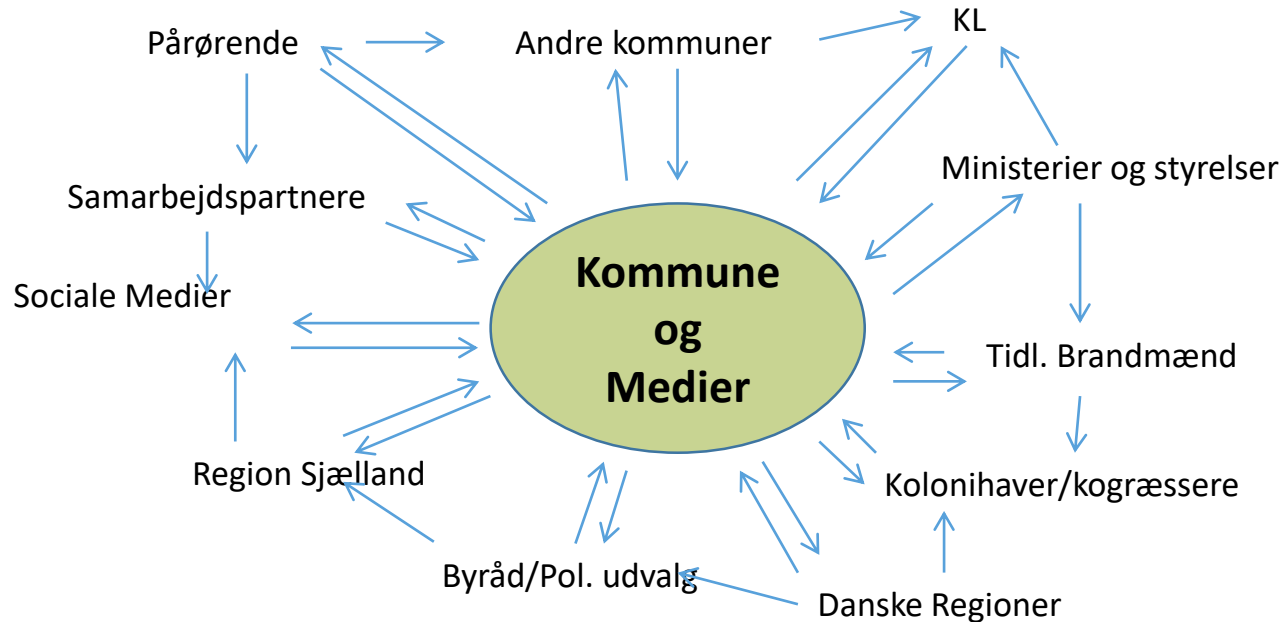 KL
Pårørende
Andre kommuner
Ministerier og styrelser
Samarbejdspartnere
Kommune
og
Medier
Sociale Medier
Tidl. Brandmænd
Region Sjælland
Kolonihaver/kogræssere
Byråd/Pol. udvalg
Danske Regioner